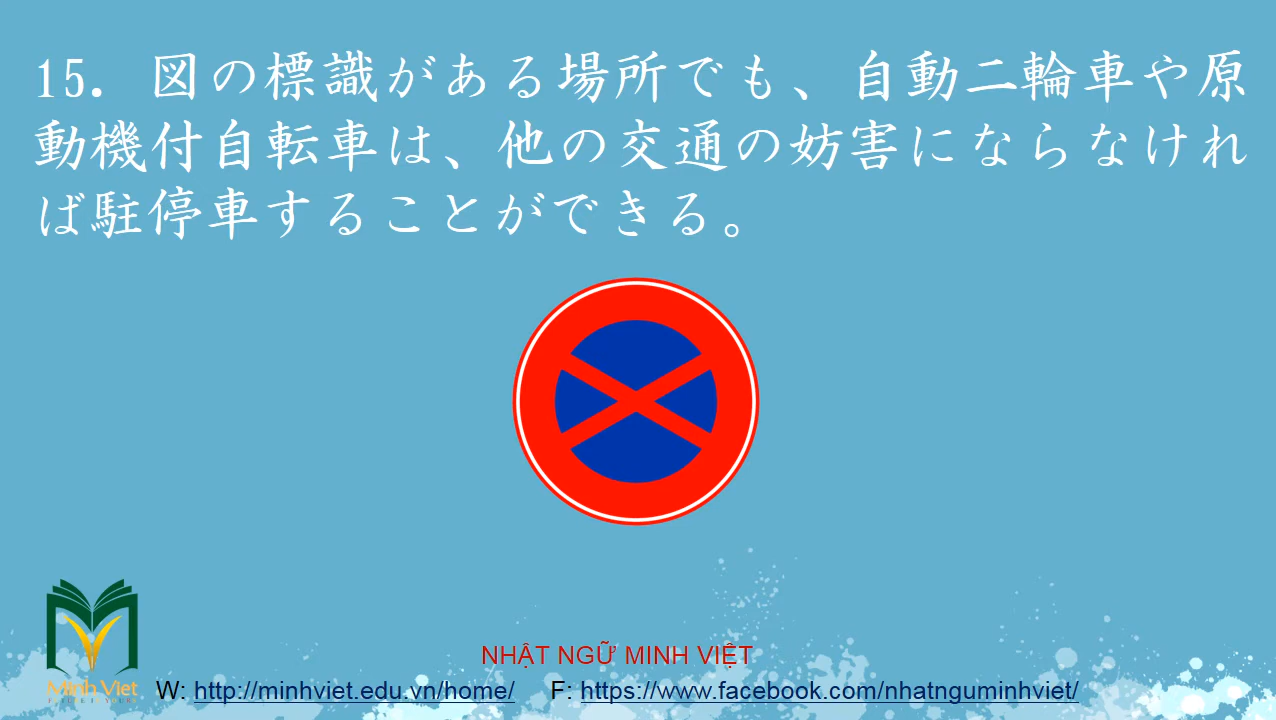 15. 図の標識がある場所でも、自動二輪車や原
動機付自転車は、他の交通の妨害にならなけれ
ば駐停車することができる。
NHẬT NGỮ MINH VIỆT
Minh Viet
W: http://minhviet.edu.vn/home/ F: https://www.facebook.com/nhatnguminhviet/